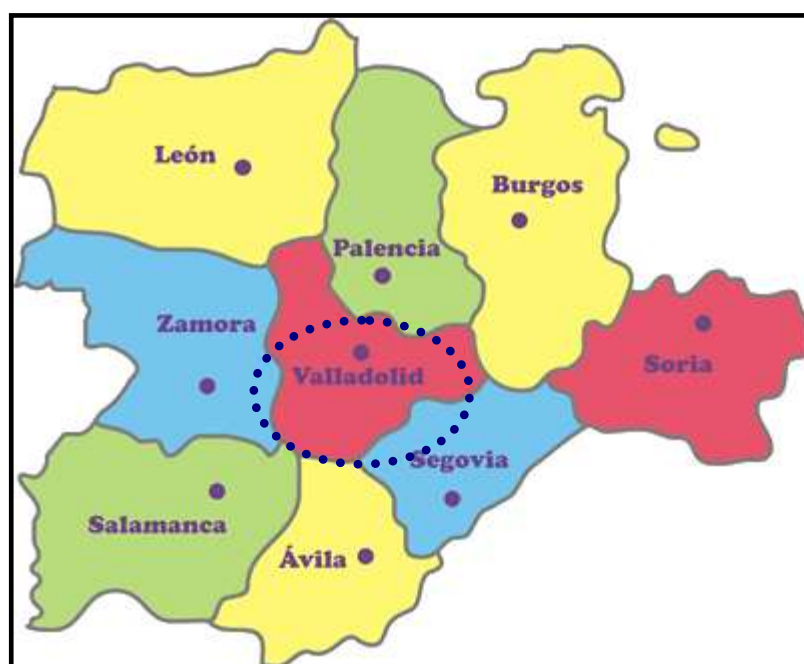 León
Burgos
Palencia
Zamora
Soria
Valladolid
Segovia
Salamanca
Ávila